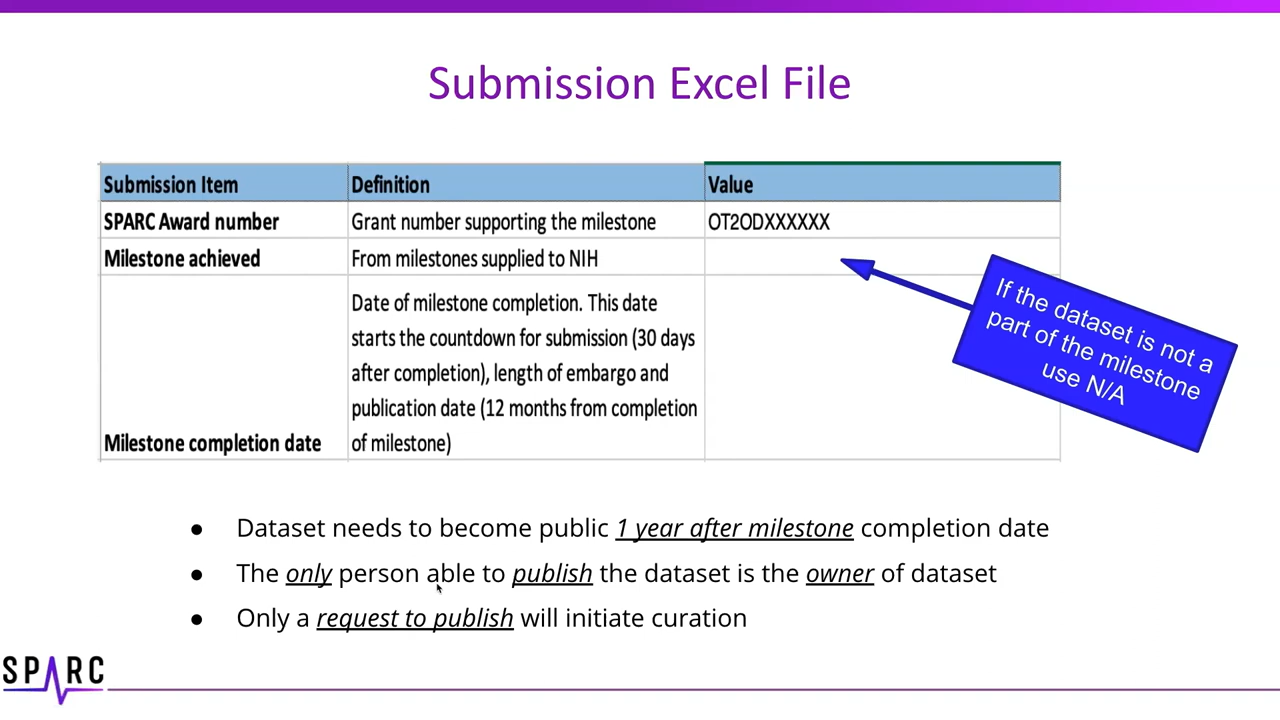 Submission Excel File
Submission Item Definition Value
SPARC Award number Grant number supporting the milestone OT2ODXXXXXX
Milestone achieved From milestones supplied to NIH
Date of milestone completion. This date
starts the countdown for submission (30 days
after completion), length of embargo and
publication date (12 months from completion
Milestone completion date of milestone)
If the dataset is not a
part of the milestone
use N/A
● Dataset needs to become public 1 year after milestone completion date
● The only person able to publish the dataset is the owner of dataset
● Only a request to publish will initiate curation
SPARC